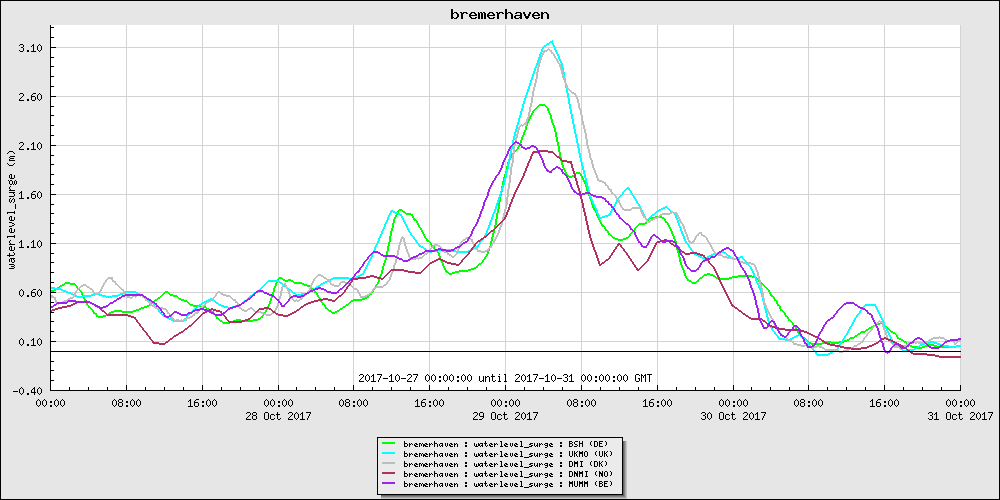 bremerhaven
waterlevel_surge (m)
3.10
2.60
2.10
1.60
1.10
0.60
0.10
-0.40
2017-10-27 00:00:00 until 2017-10-31 00:00:00 GMT
00:00 08:00 16:00 00:00 08:00 16:00 00:00 08:00 16:00 00:00 08:00 16:00 00:00
28 Oct 2017 29 Oct 2017 30 Oct 2017 31 Oct 2017
bremerhaven : waterlevel_surge : BSH (DE)
bremerhaven : waterlevel_surge : UKMO (UK)
bremerhaven : waterlevel_surge : DMI (DK)
bremerhaven : waterlevel_surge : DNMI (NO)
bremerhaven : waterlevel_surge : MUMM (BE)